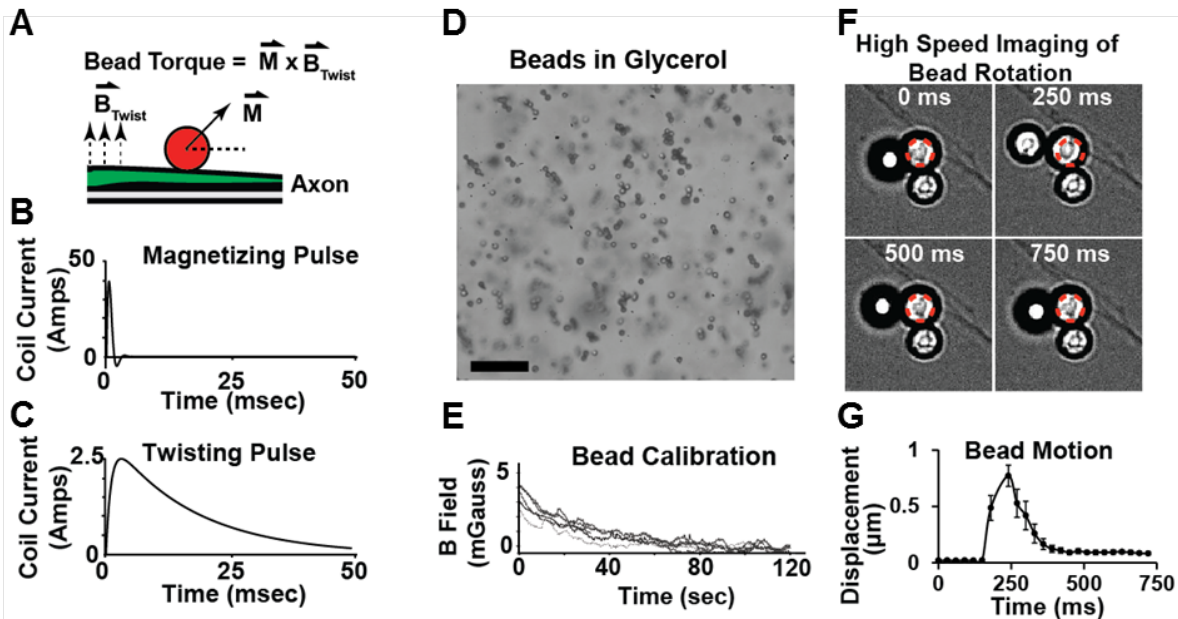 A
Bead Torque = M x B Twist
B Twist
M
Axon
B
Magnetizing Pulse
Coil Current
(Amps)
50
0
0
25
50
Time (msec)
C
Twisting Pulse
Coil Current
(Amps)
2.5
0
0
25
50
Time (msec)
D
Beads in Glycerol
E
Bead Calibration
B Field
(mGauss)
5
0
0
40
80
120
Time (sec)
F
High Speed Imaging of
Bead Rotation
0 ms
250 ms
500 ms
750 ms
G
Bead Motion
Displacement
(µm)
1
0.5
0
0
250
500
750
Time (ms)